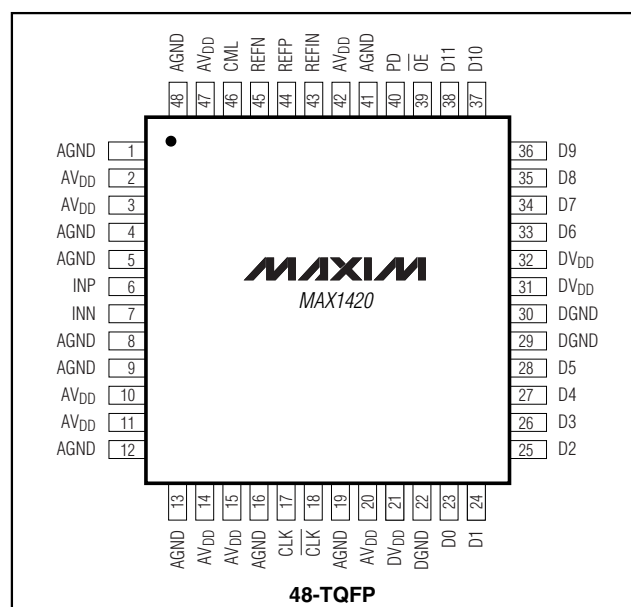 AGND
AVDD
CML
REFN
REFP
REFIN
AVDD
AGND
PD
OE
D11
D10
48
47
46
45
44
43
42
41
40
39
38
37
AGND 1
AVDD 2
AVDD 3
AGND 4
AGND 5
INP 6
INN 7
AGND 8
AGND 9
AVDD 10
AVDD 11
AGND 12
MAXIM
MAX1420
36 D9
35 D8
34 D7
33 D6
32 DVDD
31 DVDD
30 DGND
29 DGND
28 D5
27 D4
26 D3
25 D2
13
14
15
16
17
18
19
20
21
22
23
24
AGND
AVDD
AVDD
AGND
CLK
CLK
AGND
AVDD
DVDD
DGND
D0
D1
48-TQFP